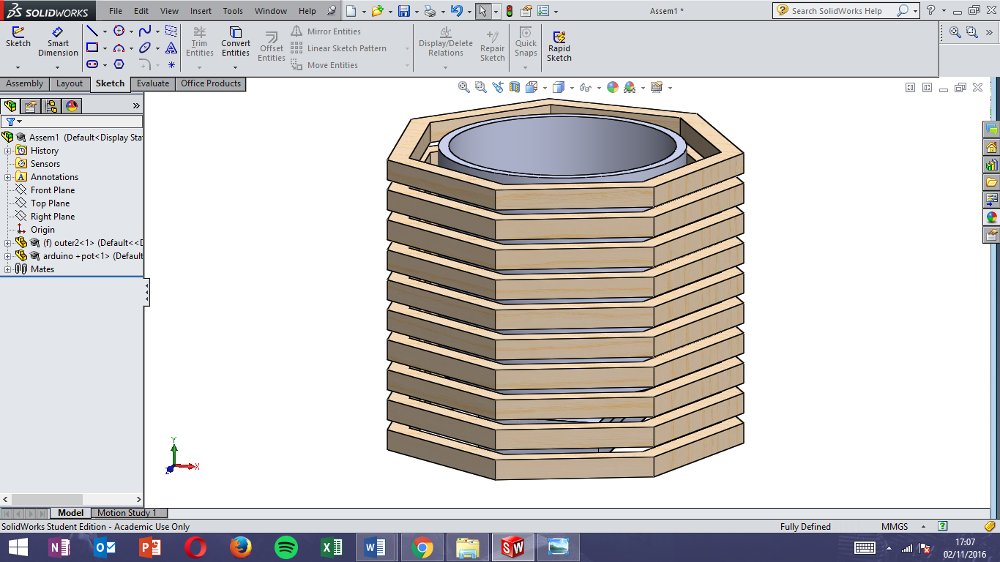 SOLIDWORKS File Edit View Insert Tools Window Help Assem1 * Search SolidWorks Help
Sketch Smart Dimension Trim Entities Convert Entities Offset Entities Mirror Entities Linear Sketch Pattern Move Entities Display/Delete Relations Repair Sketch Quick Snaps Rapid Sketch
Assembly Layout Sketch Evaluate Office Products
Assem1 (Default<Display Sta
History
Sensors
Annotations
Front Plane
Top Plane
Right Plane
Origin
(f) outer2<1> (Default<<D
arduino +pot<1> (Default
Mates
Y
X
Z
Model Motion Study 1
SolidWorks Student Edition - Academic Use Only Fully Defined MMGS
17:07
02/11/2016